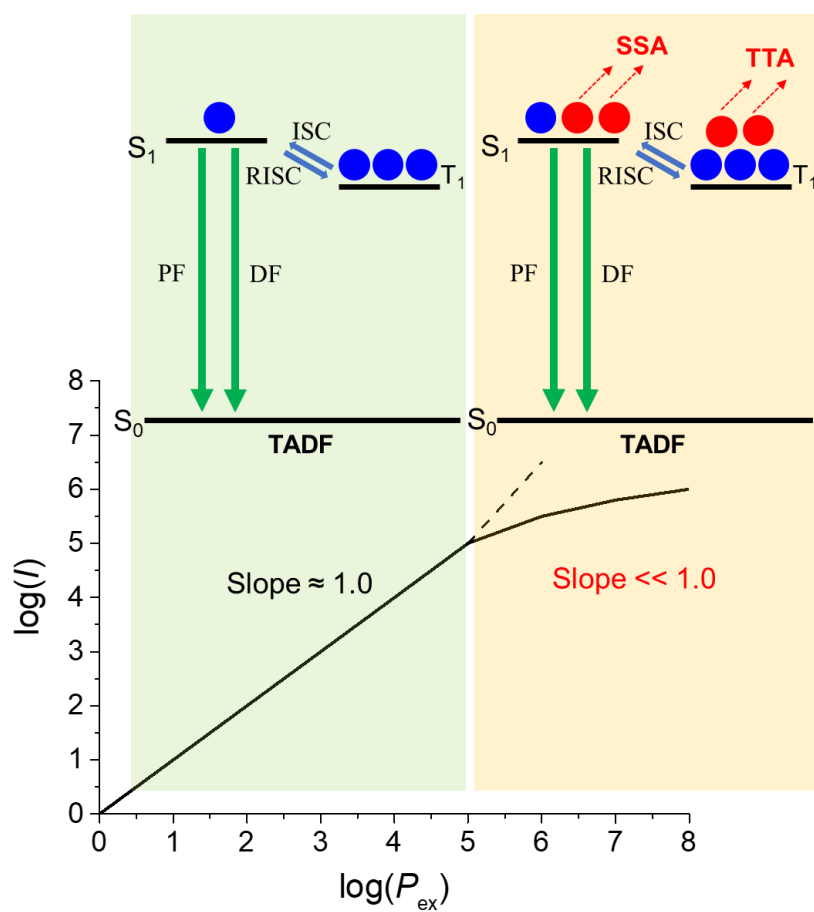 SSA
TTA
S1
ISC
RISC
T1
PF
DF
S0
TADF
S1
ISC
RISC
T1
PF
DF
S0
TADF
Slope ≈ 1.0
Slope << 1.0
log(I)
8
7
6
5
4
3
2
1
0
0 1 2 3 4 5 6 7 8
log(Pex)